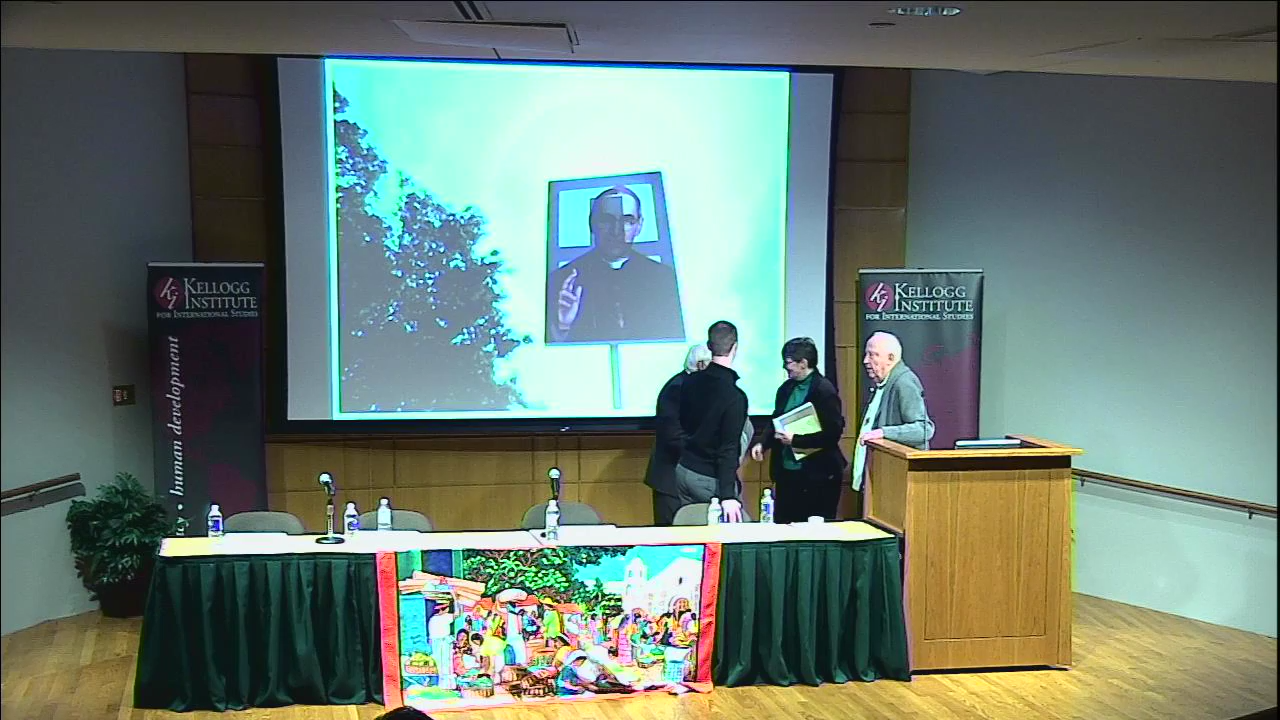 KELLOGG
INSTITUTE
FOR INTERNATIONAL STUDIES
human development
KELLOGG
INSTITUTE
FOR INTERNATIONAL STUDIES